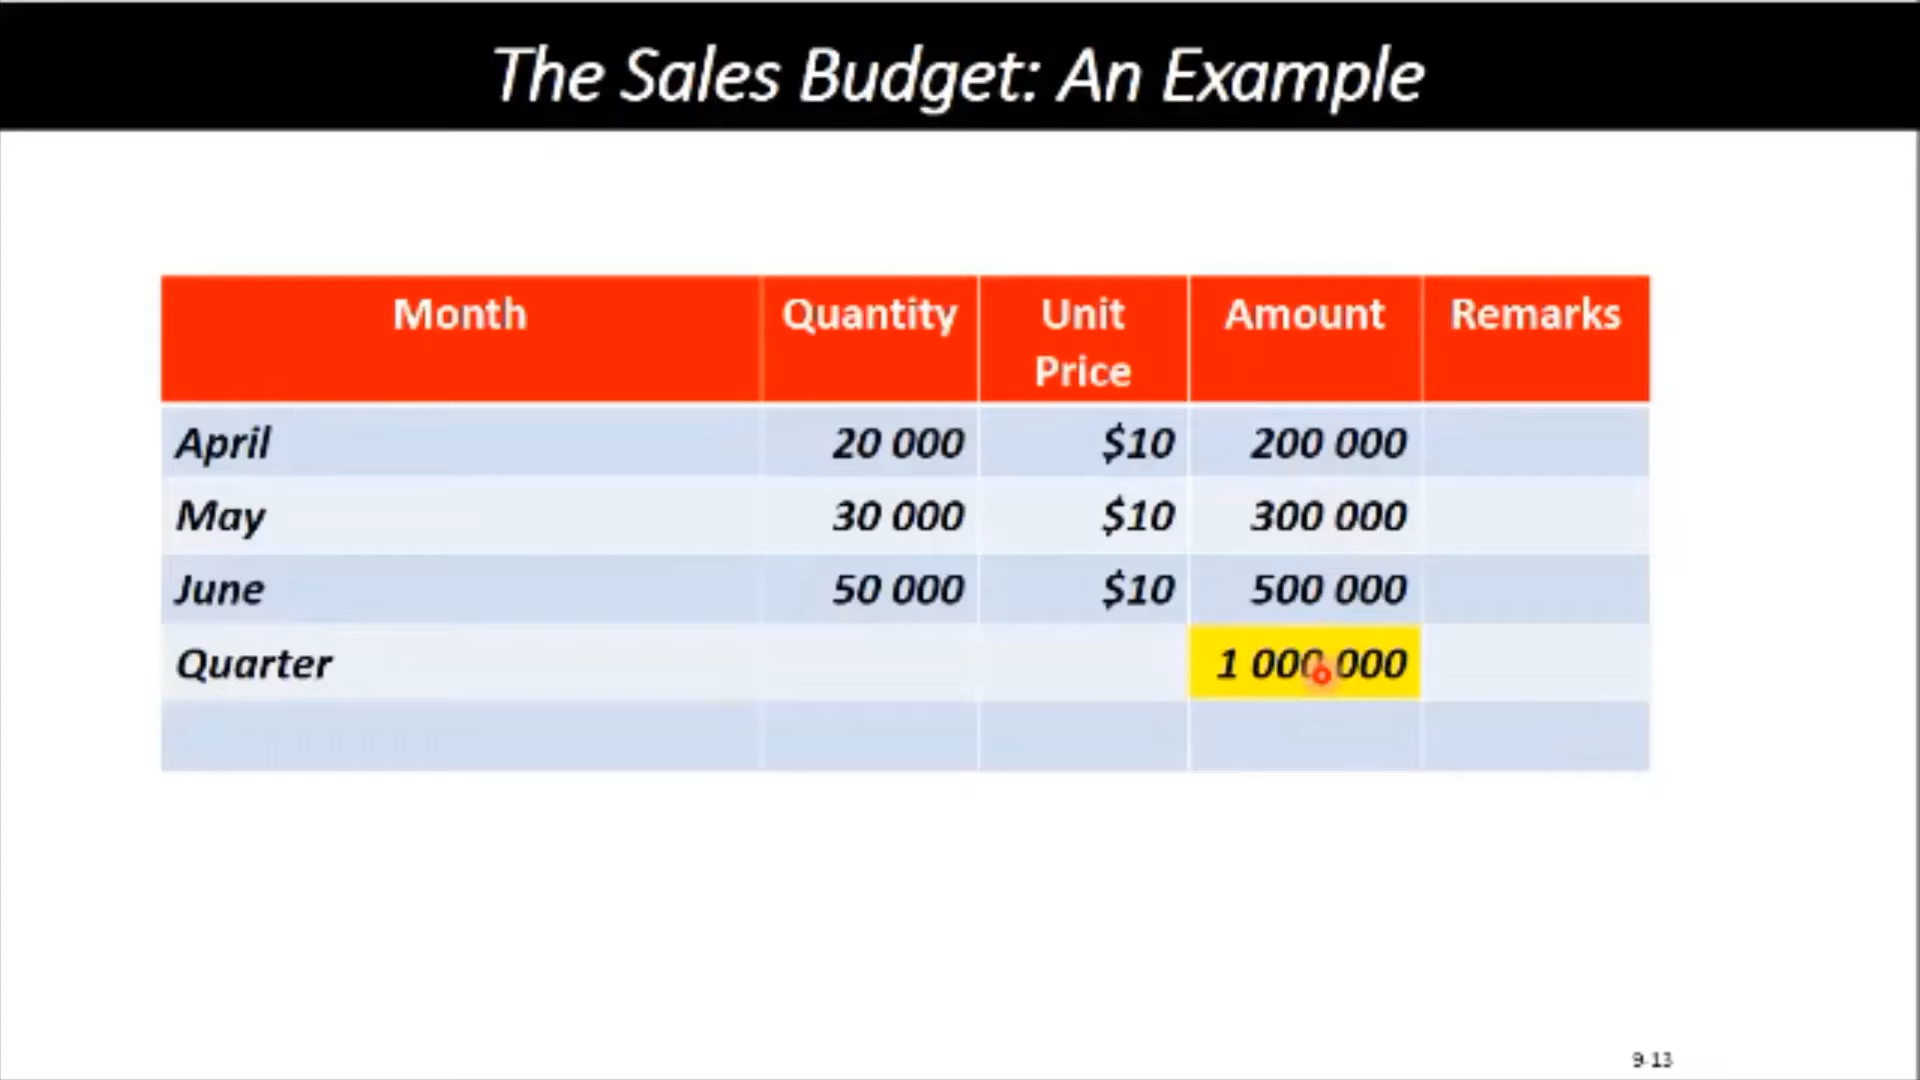 The Sales Budget: An Example
Month Quantity Unit Price Amount Remarks
April 20 000 $10 200 000
May 30 000 $10 300 000
June 50 000 $10 500 000
Quarter 1 000 000
9-13